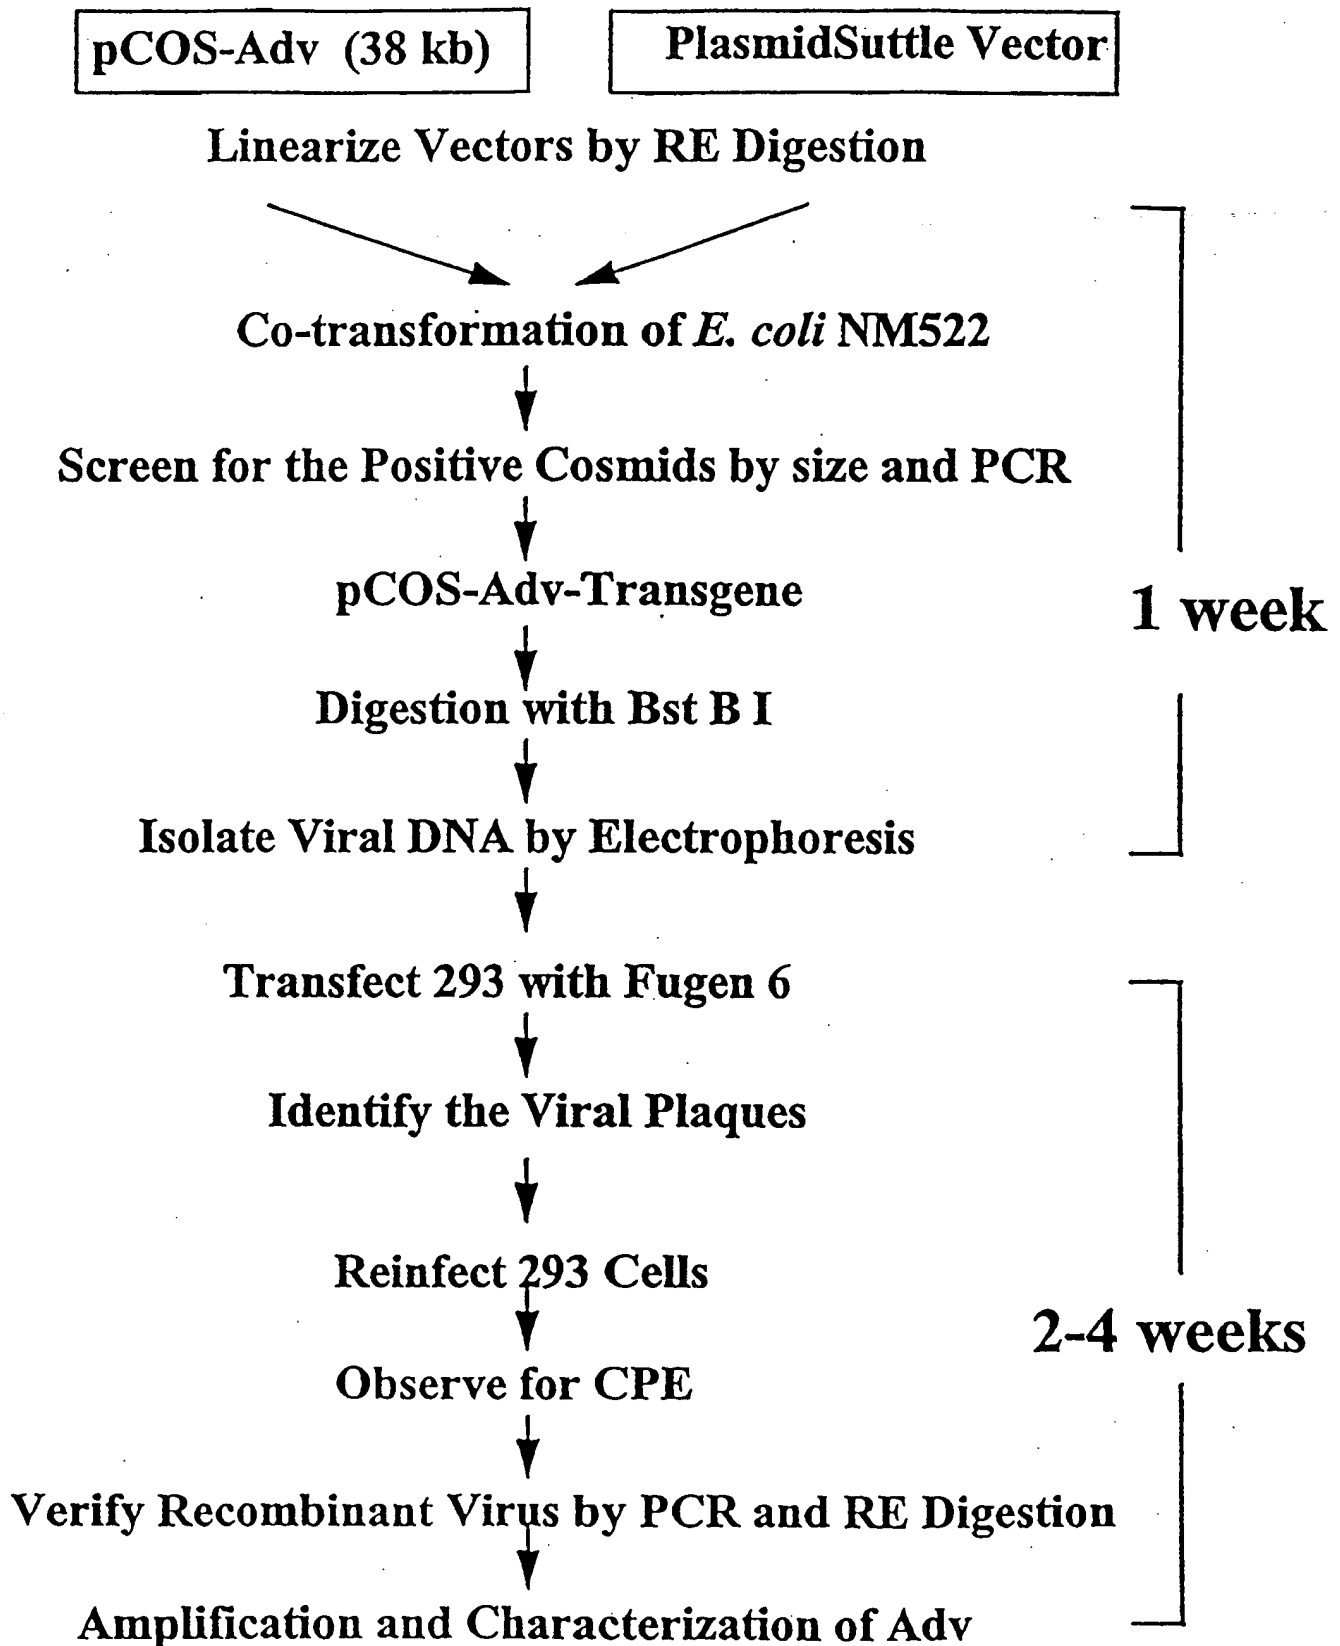 pCOS-Adv (38 kb)
PlasmidSuttle Vector
Linearize Vectors by RE Digestion
Co-transformation of E. coli NM522
Screen for the Positive Cosmids by size and PCR
pCOS-Adv-Transgene
1 week
Digestion with Bst B I
Isolate Viral DNA by Electrophoresis
Transfect 293 with Fugen 6
Identify the Viral Plaques
Reinfect 293 Cells
2-4 weeks
Observe for CPE
Verify Recombinant Virus by PCR and RE Digestion
Amplification and Characterization of Adv